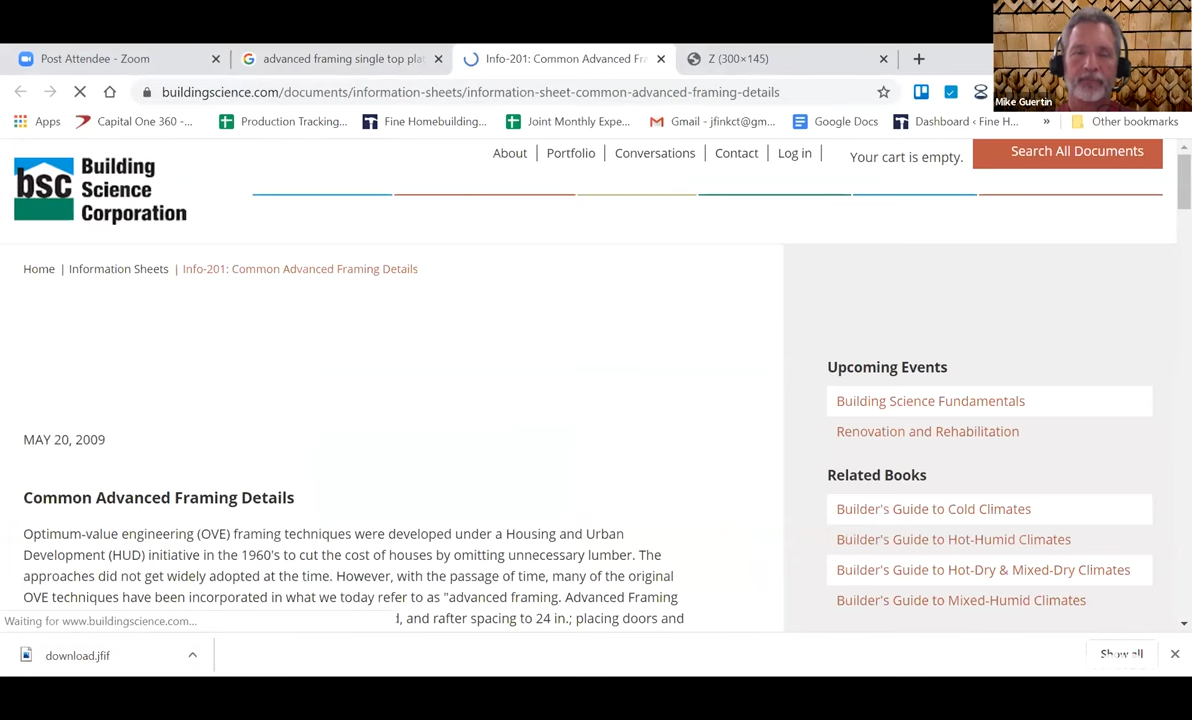 Post Attendee - Zoom
advanced framing single top pla
Info-201: Common Advanced Fra
Z (300×145)
Mike Guertin
buildingscience.com/documents/information-sheets/information-sheet-common-advanced-framing-details
Apps
Capital One 360 -...
Production Tracking...
Fine Homebuilding...
Joint Monthly Expe...
Gmail - jfinkct@gm...
Google Docs
Dashboard ‹ Fine H...
»
Other bookmarks
bsc Building
Science
Corporation
About
Portfolio
Conversations
Contact
Log in
Your cart is empty.
Search All Documents
Home | Information Sheets | Info-201: Common Advanced Framing Details
MAY 20, 2009
Common Advanced Framing Details
Optimum-value engineering (OVE) framing techniques were developed under a Housing and Urban
Development (HUD) initiative in the 1960's to cut the cost of houses by omitting unnecessary lumber. The
approaches did not get widely adopted at the time. However, with the passage of time, many of the original
OVE techniques have been incorporated in what we today refer to as "advanced framing. Advanced Framing
, and rafter spacing to 24 in.; placing doors and
Upcoming Events
Building Science Fundamentals
Renovation and Rehabilitation
Related Books
Builder's Guide to Cold Climates
Builder's Guide to Hot-Humid Climates
Builder's Guide to Hot-Dry & Mixed-Dry Climates
Builder's Guide to Mixed-Humid Climates
Waiting for www.buildingscience.com...
download.jfif
Show all